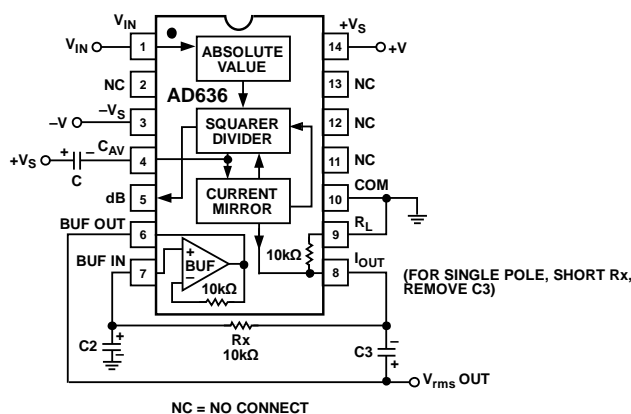 V_IN
+V_S
V_IN 1 ABSOLUTE VALUE 14 +V
NC 2 13 NC
AD636
–V_S
–V 3 SQUARER DIVIDER 12 NC
C_AV
+V_S + – 4 11 NC
C
COM
dB 5 CURRENT MIRROR 10
BUF OUT R_L
6 10kΩ 9
BUF IN I_OUT
7 + BUF – 8
10kΩ
(FOR SINGLE POLE, SHORT Rx,
REMOVE C3)
C2 + –
Rx
10kΩ
C3 – +
V_rms OUT
NC = NO CONNECT